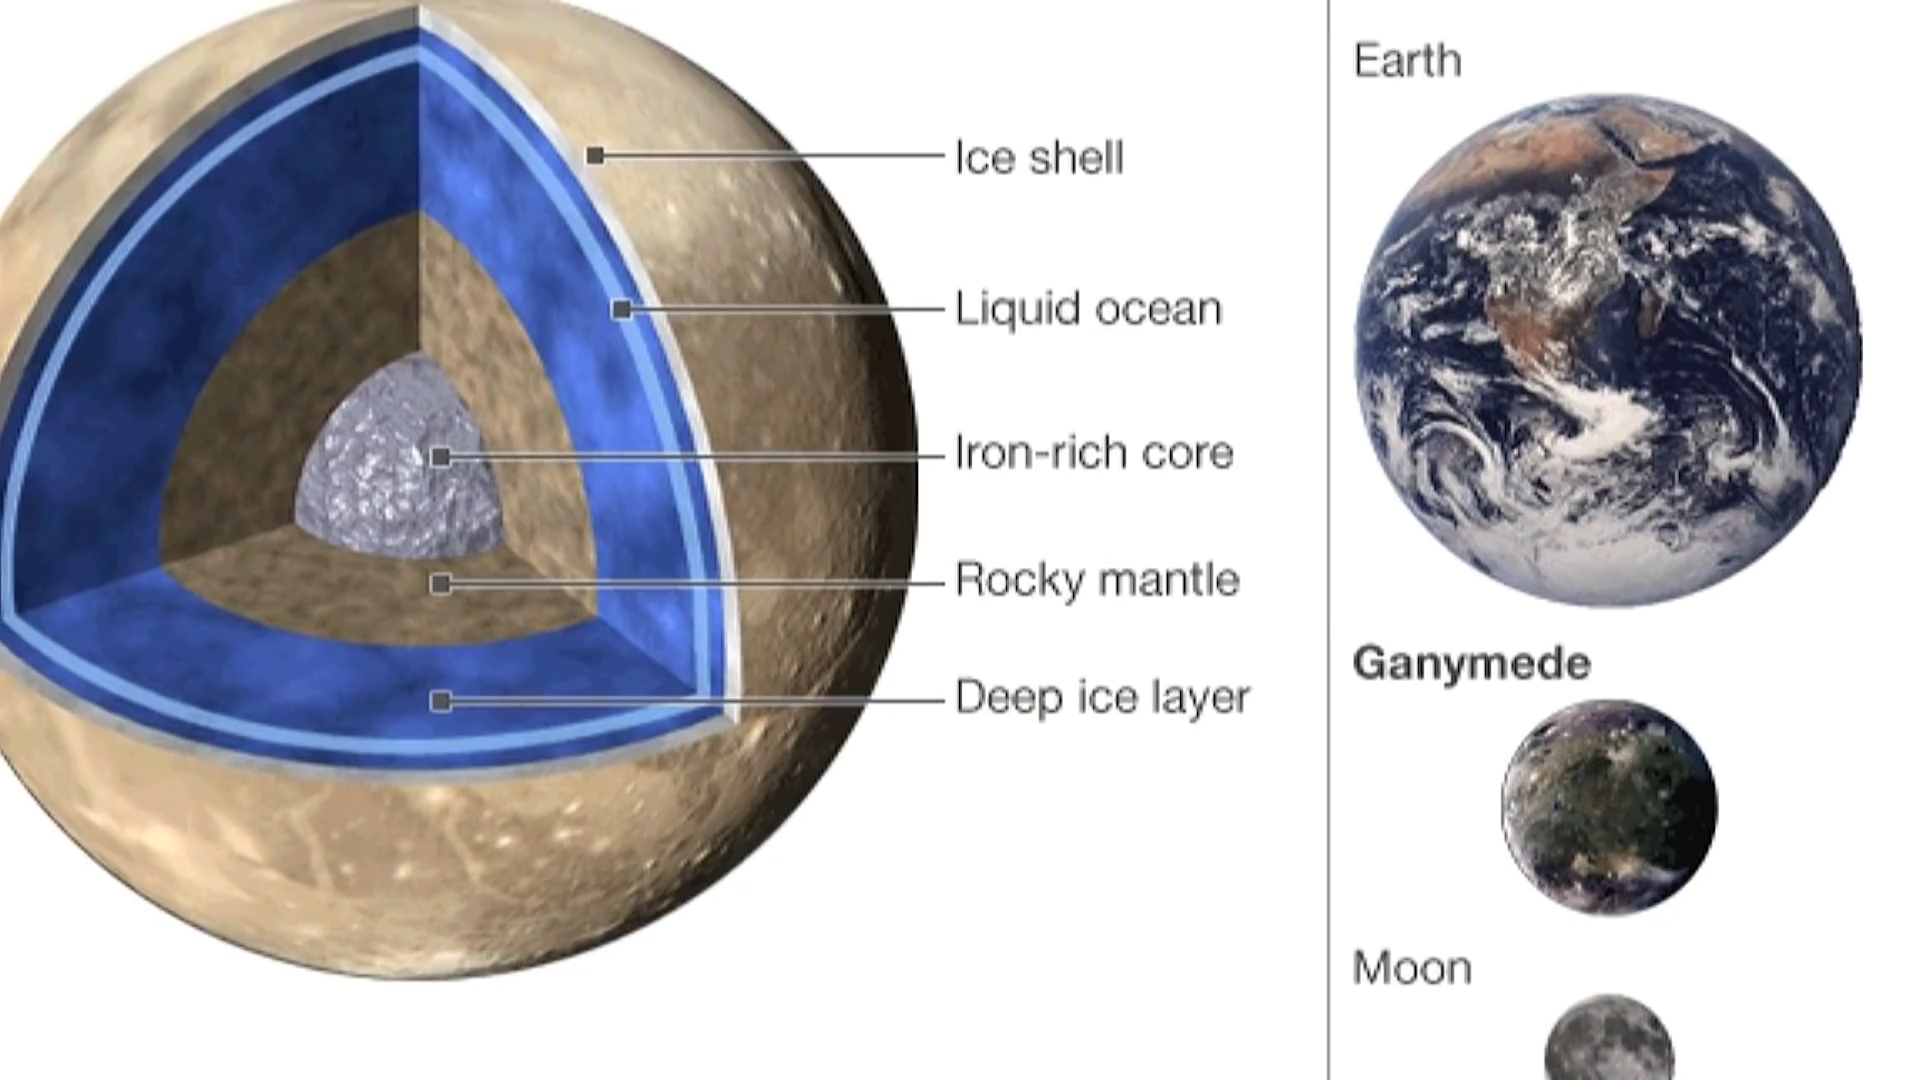 Ice shell
Liquid ocean
Iron-rich core
Rocky mantle
Deep ice layer
Earth
Ganymede
Moon